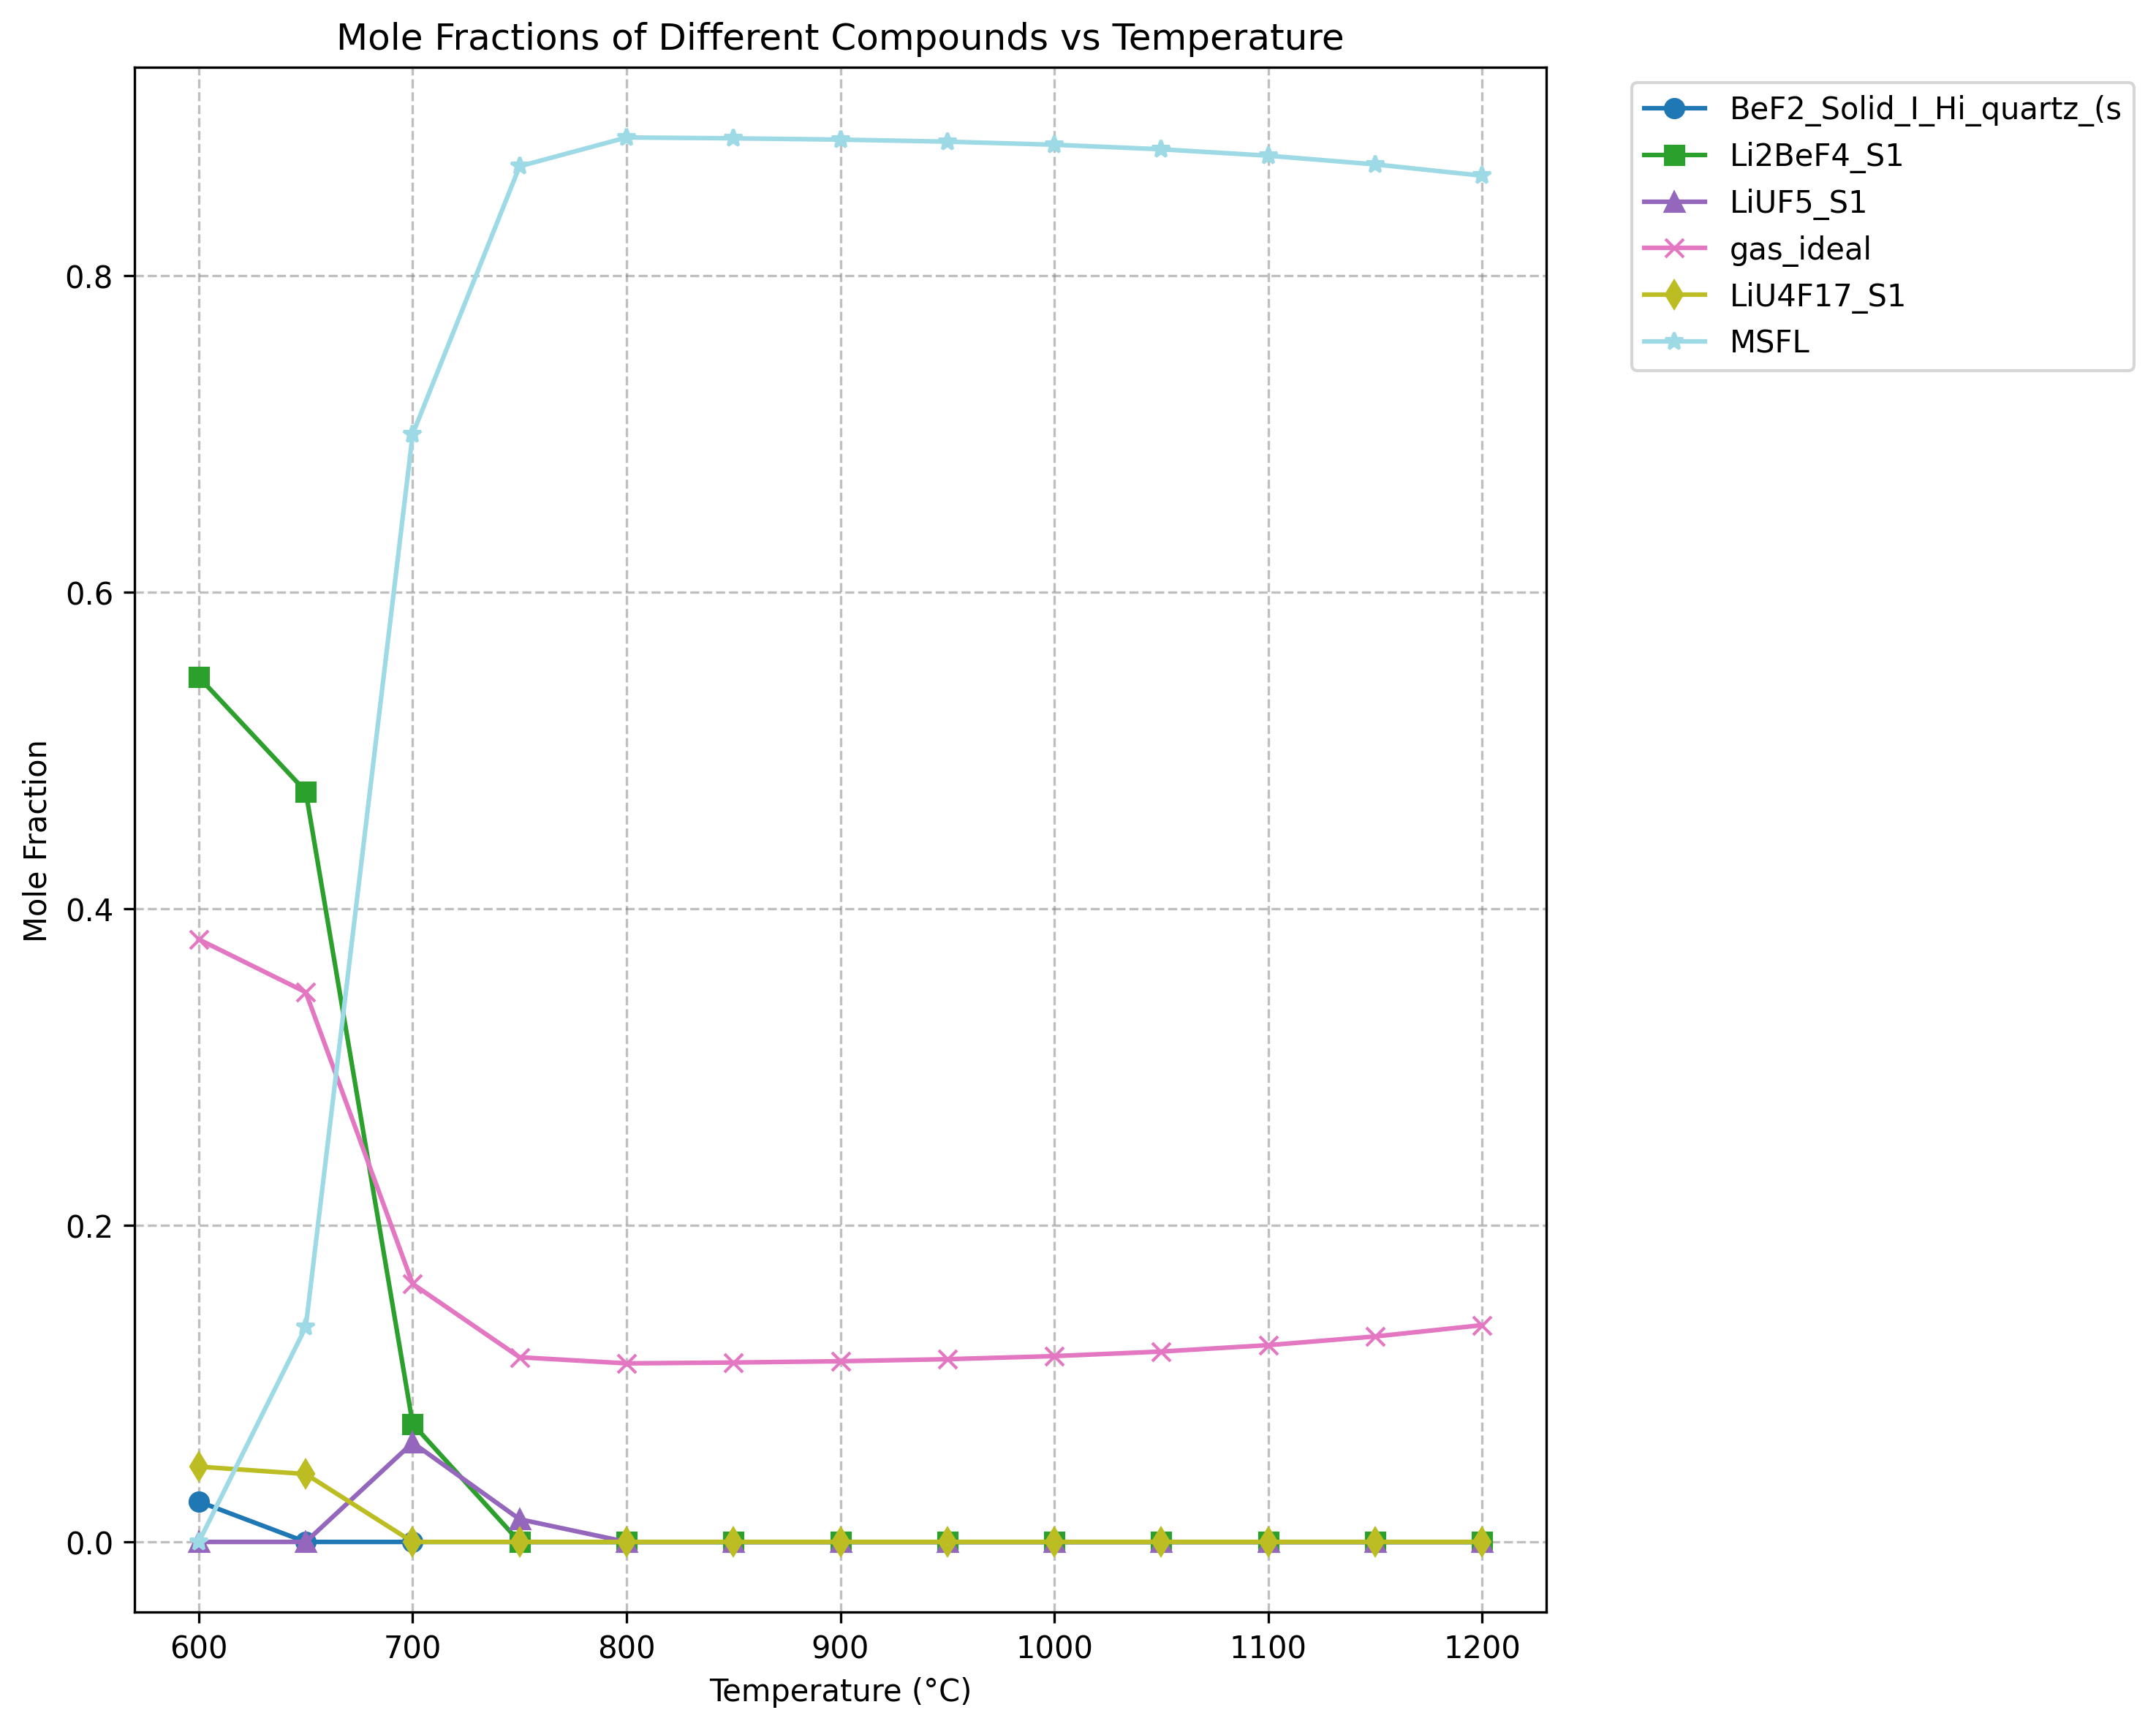 Mole Fractions of Different Compounds vs Temperature
BeF2_Solid_I_Hi_quartz_(s
Li2BeF4_S1
LiUF5_S1
gas_ideal
LiU4F17_S1
MSFL
Mole Fraction
0.8
0.6
0.4
0.2
0.0
600 700 800 900 1000 1100 1200
Temperature (°C)